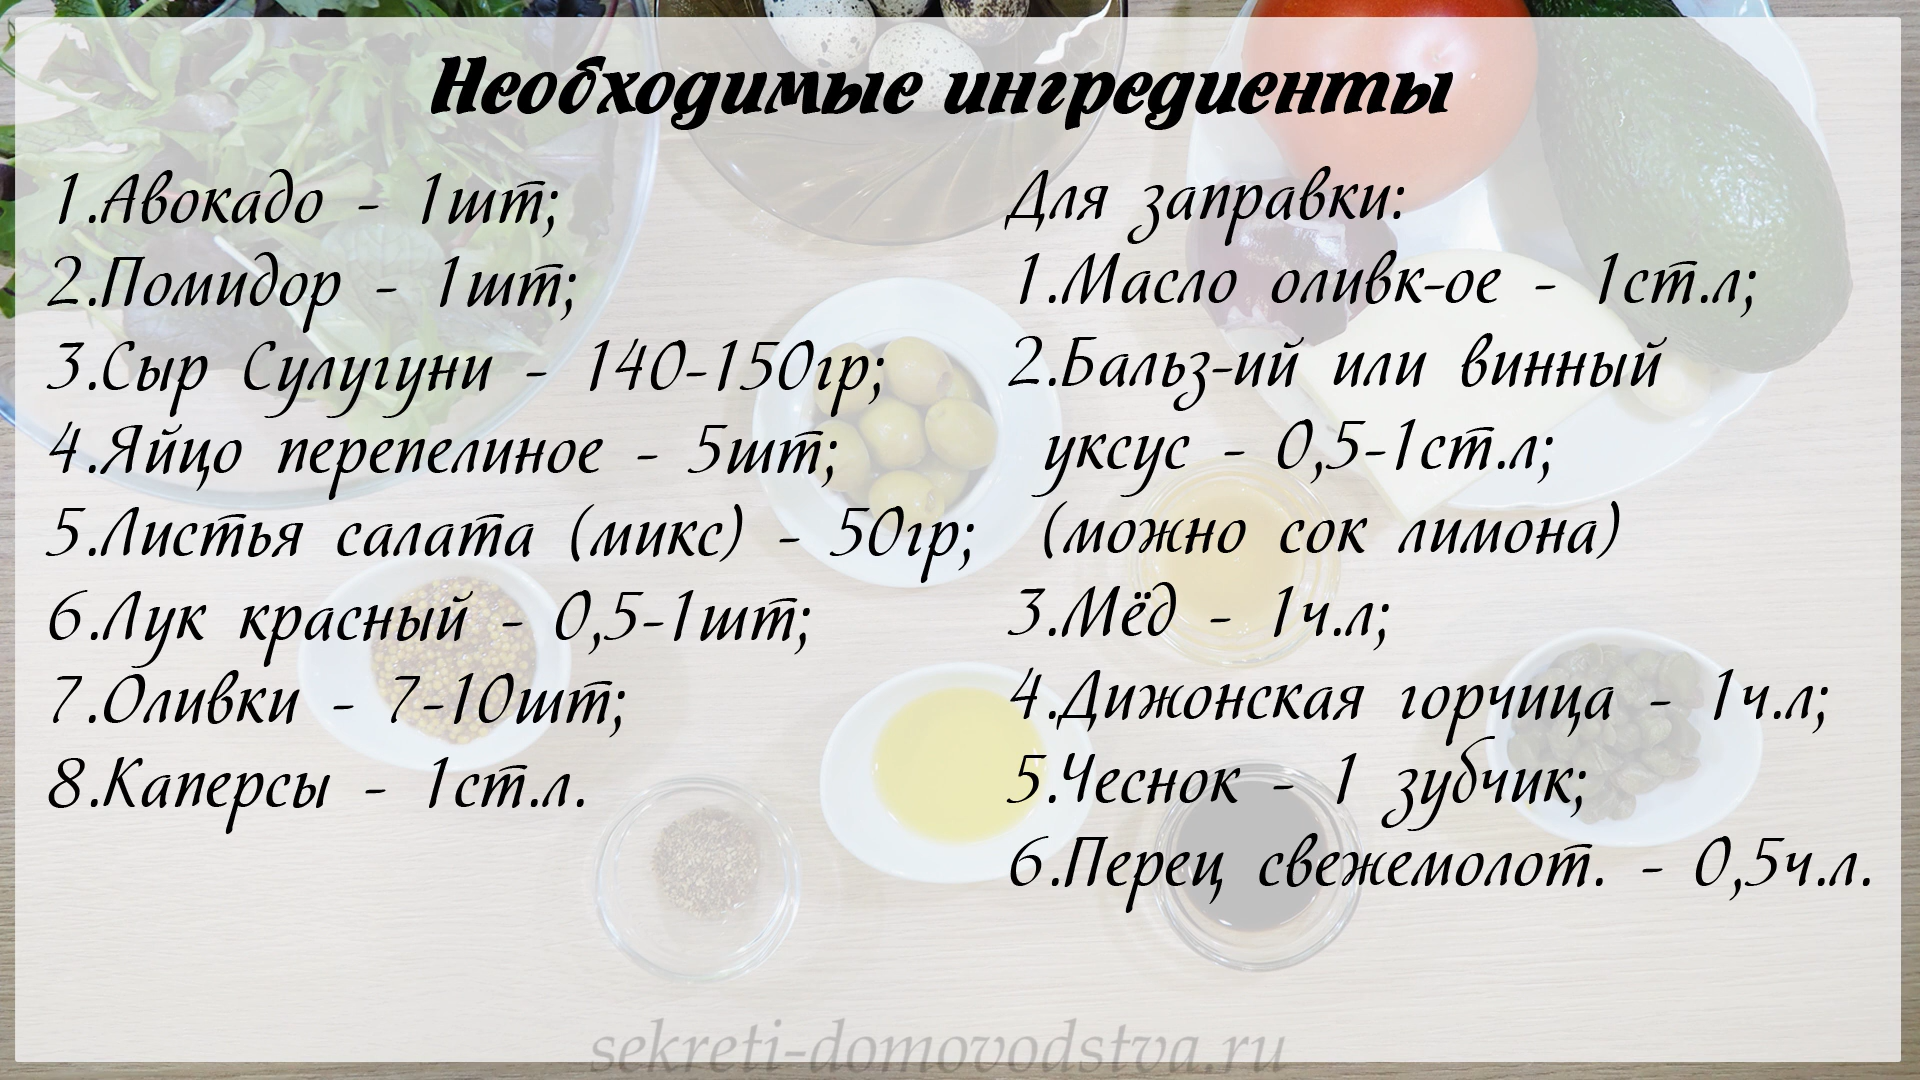 Необходимые ингредиенты
1.Авокадо - 1шт;
2.Помидор - 1шт;
3.Сыр Сулугуни - 140-150гр;
4.Яйцо перепелиное - 5шт;
5.Листья салата (микс) - 50гр;
6.Лук красный - 0,5-1шт;
7.Оливки - 7-10шт;
8.Каперсы - 1ст.л.
Для заправки:
1.Масло оливк-ое - 1ст.л;
2.Бальз-ий или винный
уксус - 0,5-1ст.л;
(можно сок лимона)
3.Мёд - 1ч.л;
4.Дижонская горчица - 1ч.л;
5.Чеснок - 1 зубчик;
6.Перец свежемолот. - 0,5ч.л.
sekreti-domovodstva.ru